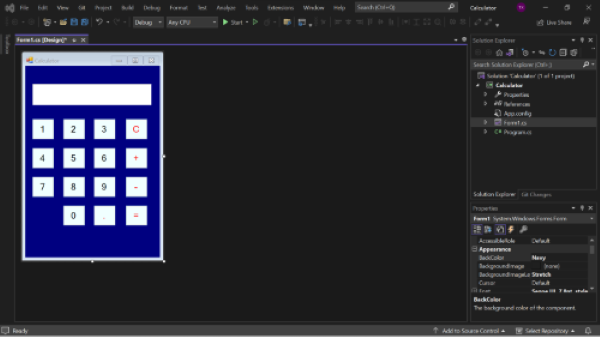 File Edit View Git Project Build Debug Format Test Analyze Tools Extensions Window Help Search (Ctrl+Q) Calculator
Debug Any CPU Start Live Share
Toolbox
Form1.cs [Design]*
Calculator
1 2 3 C
4 5 6 +
7 8 9 -
0 . =
Solution Explorer
Search Solution Explorer (Ctrl+;)
Solution 'Calculator' (1 of 1 project)
Calculator
Properties
References
App.config
Form1.cs
Program.cs
Solution Explorer Git Changes
Properties
Form1 System.Windows.Forms.Form
AccessibleRole Default
Appearance
BackColor Navy
BackgroundImage (none)
BackgroundImageLa Stretch
Cursor Default
BackColor
The background color of the component.
Ready Add to Source Control Select Repository